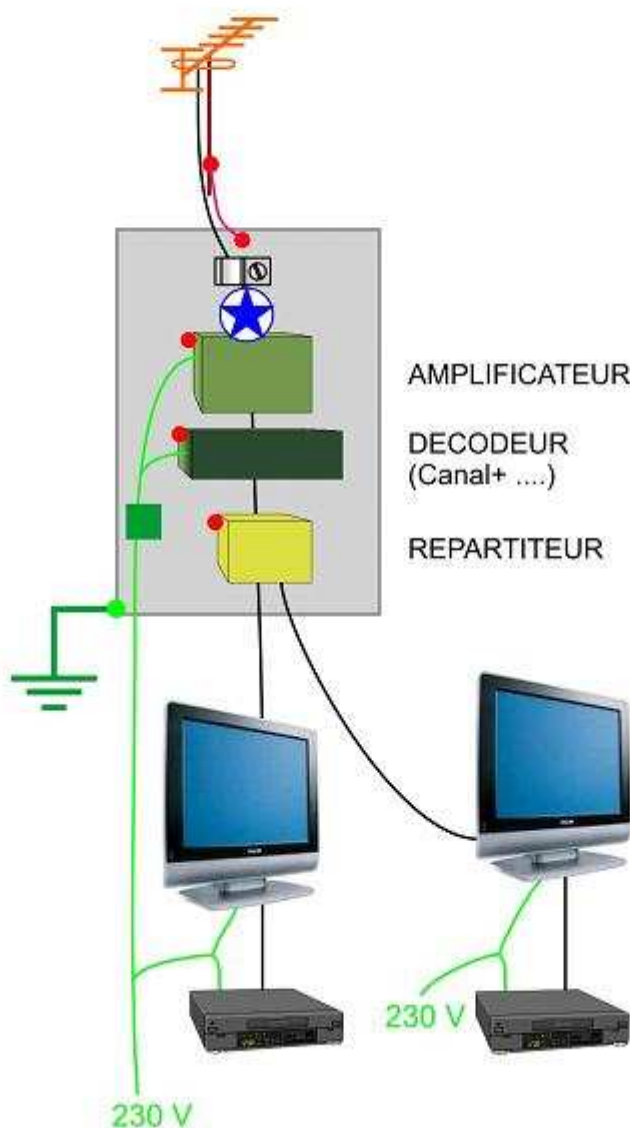 AMPLIFICATEUR
DECODEUR
(Canal+ ....)
REPARTITEUR
230 V
230 V